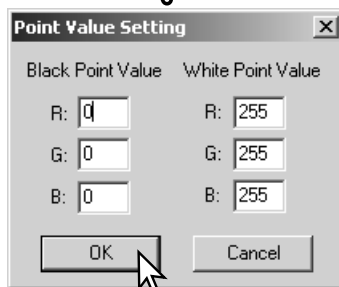 Point Value Setting
Black Point Value White Point Value
R: 0 R: 255
G: 0 G: 255
B: 0 B: 255
OK Cancel